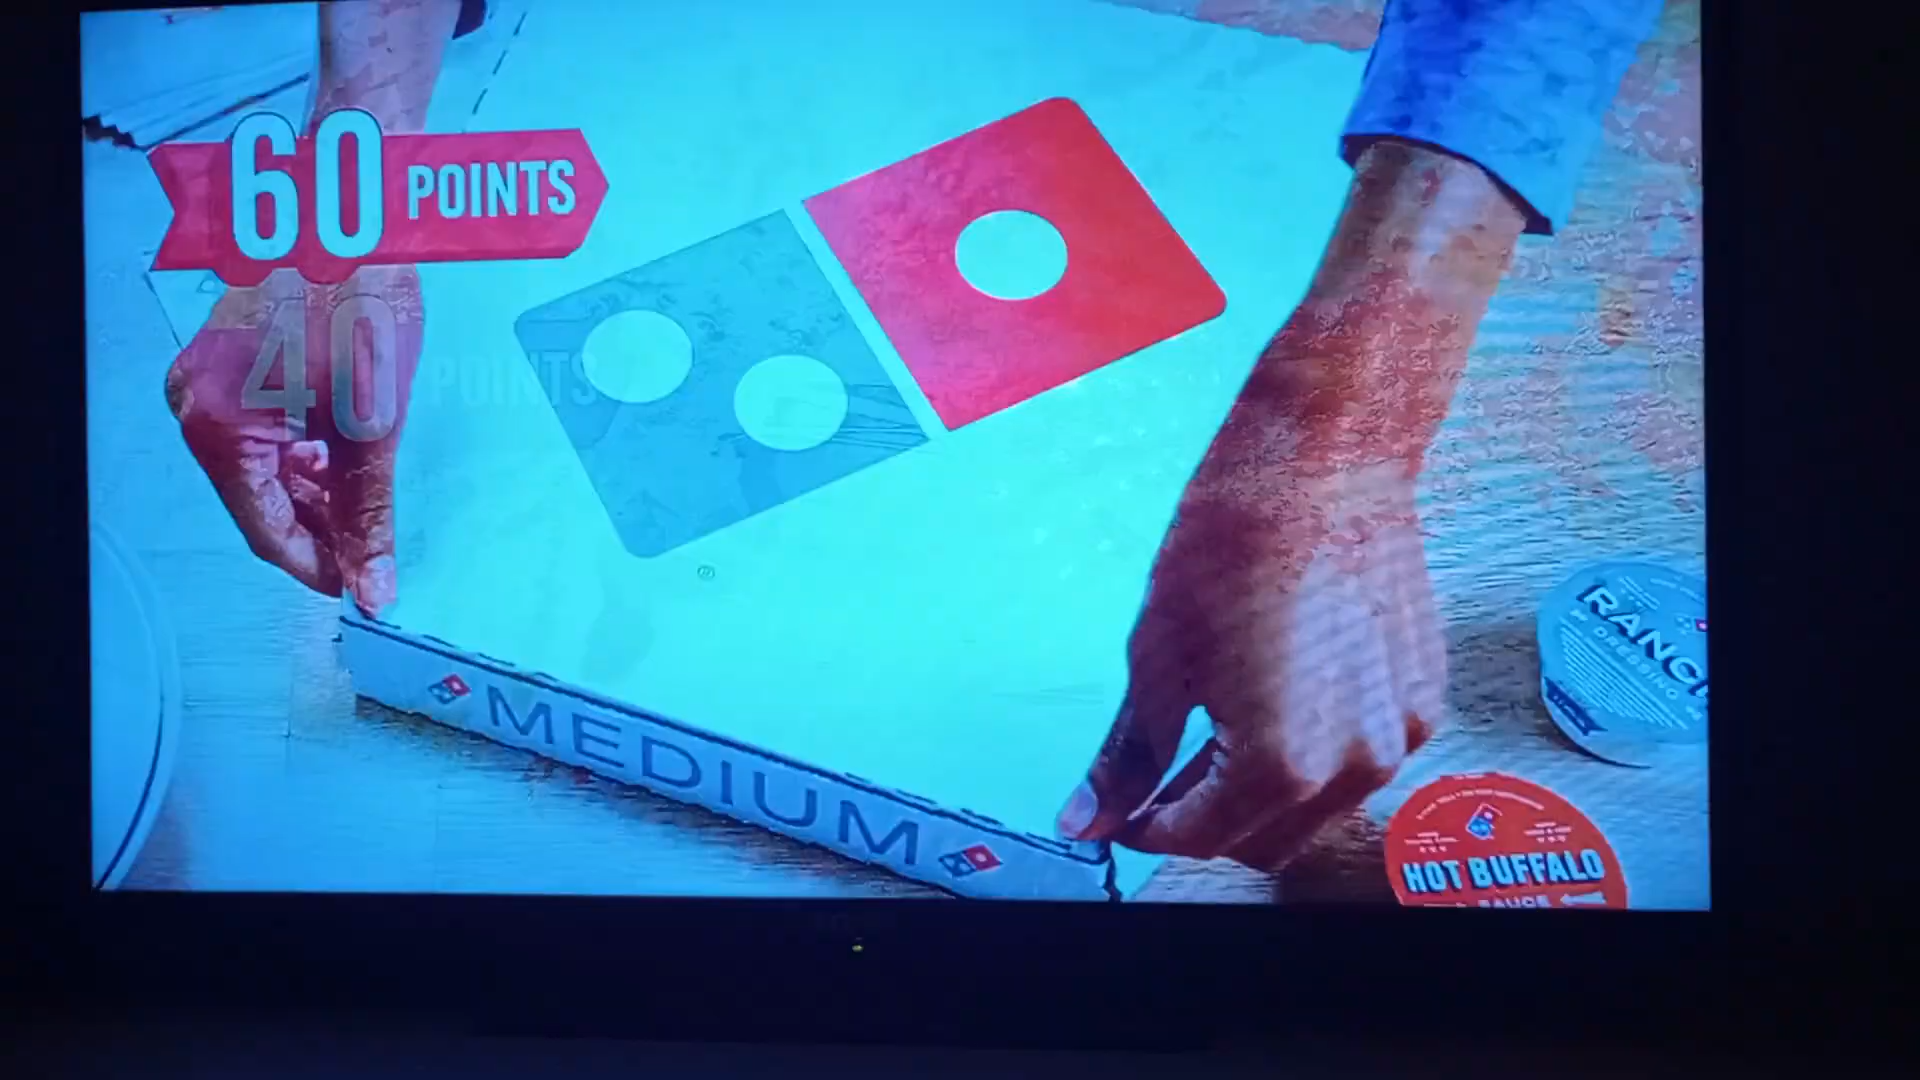 60 POINTS
40 POINTS
®
MEDIUM
RANCH
DRESSING
HOT BUFFALO
SAUCE